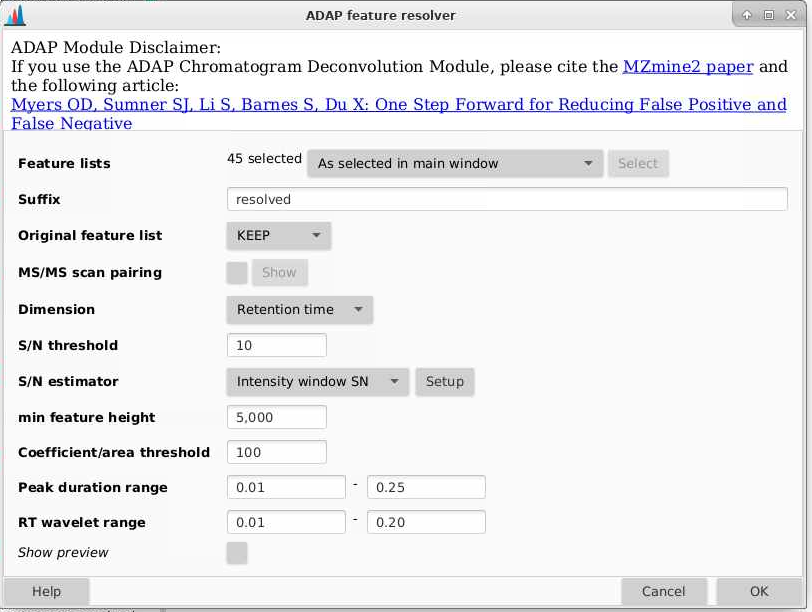 ADAP feature resolver
ADAP Module Disclaimer:
If you use the ADAP Chromatogram Deconvolution Module, please cite the MZmine2 paper and
the following article:
Myers OD, Sumner SJ, Li S, Barnes S, Du X: One Step Forward for Reducing False Positive and
False Negative
Feature lists 45 selected As selected in main window Select
Suffix resolved
Original feature list KEEP
MS/MS scan pairing Show
Dimension Retention time
S/N threshold 10
S/N estimator Intensity window SN Setup
min feature height 5,000
Coefficient/area threshold 100
Peak duration range 0.01 - 0.25
RT wavelet range 0.01 - 0.20
Show preview
Help Cancel OK